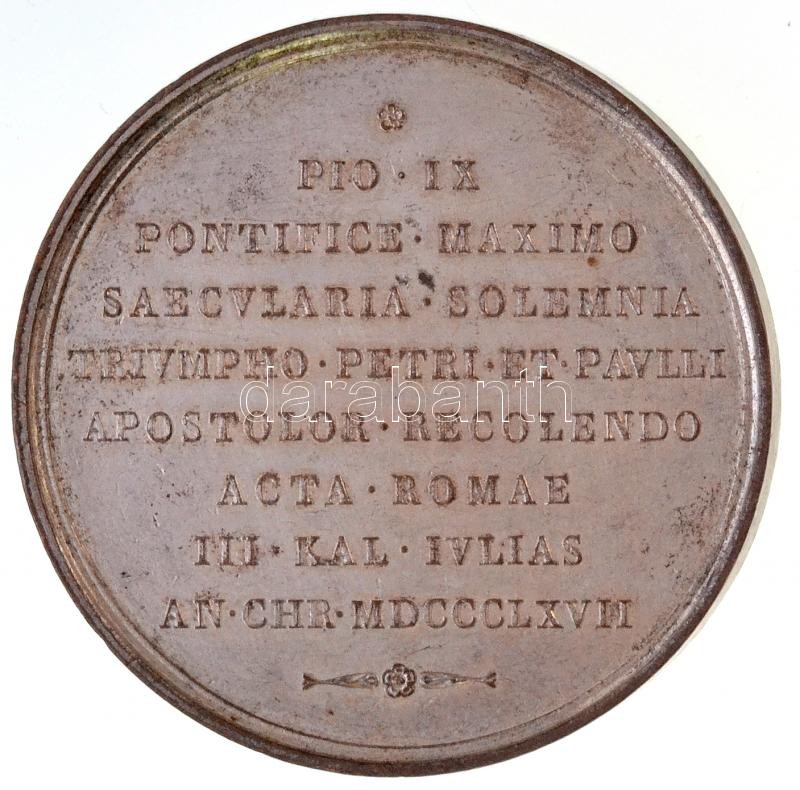 PIO · IX
PONTIFICE · MAXIMO
SAECVLARIA · SOLEMNIA
TRIVMPHO · PETRI · ET · PAVLLI
darabanth
APOSTOLOR · RECOLENDO
ACTA · ROMAE
III · KAL · IVLIAS
AN · CHR · MDCCCLXVII